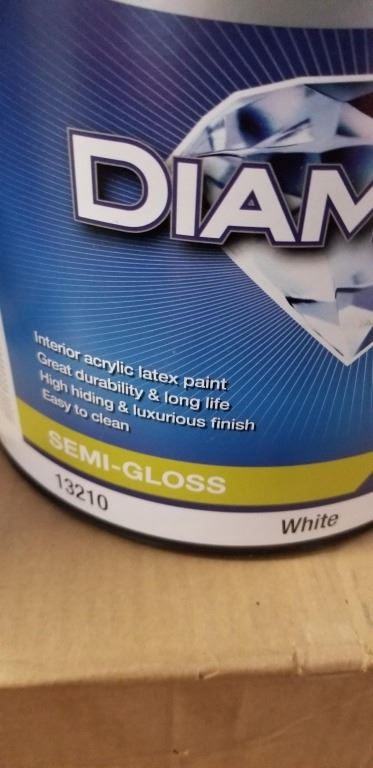 DIAM
Interior acrylic latex paint
Great durability & long life
High hiding & luxurious finish
Easy to clean
SEMI-GLOSS
13210
White